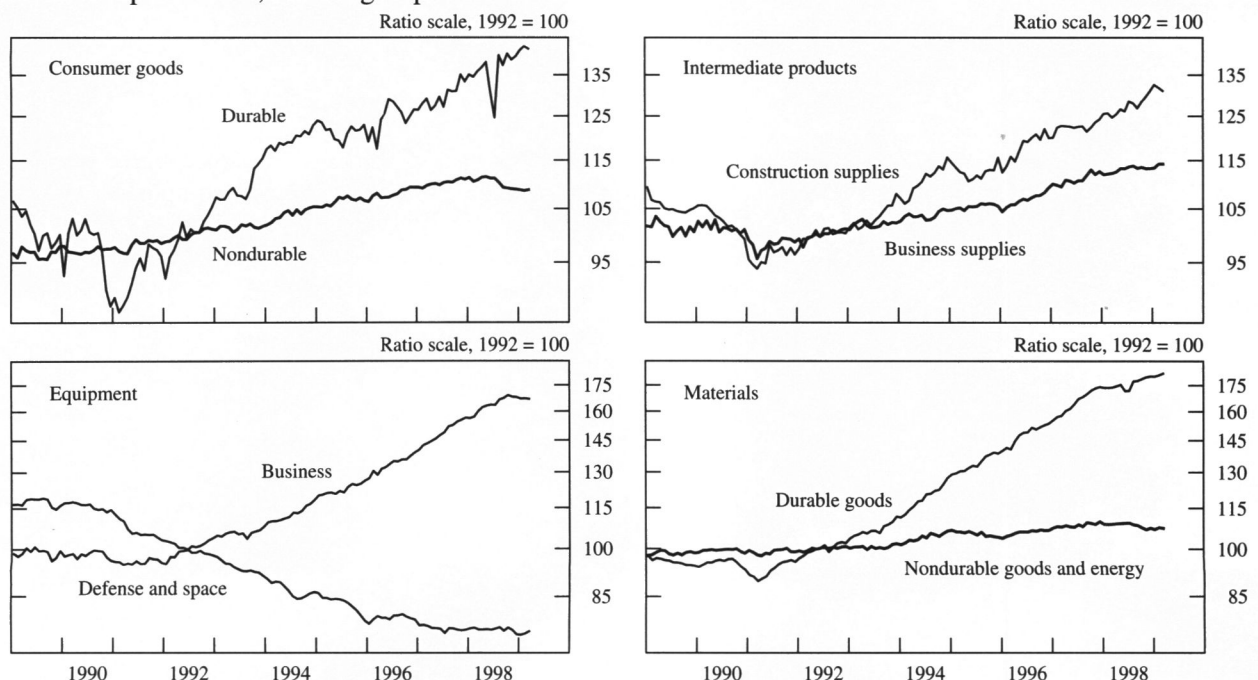 Ratio scale, 1992 = 100
Consumer goods
Durable
Nondurable
135
125
115
105
95
Ratio scale, 1992 = 100
Intermediate products
Construction supplies
Business supplies
135
125
115
105
95
Ratio scale, 1992 = 100
Equipment
Business
Defense and space
175
160
145
130
115
100
85
1990 1992 1994 1996 1998
Ratio scale, 1992 = 100
Materials
Durable goods
Nondurable goods and energy
175
160
145
130
115
100
85
1990 1992 1994 1996 1998